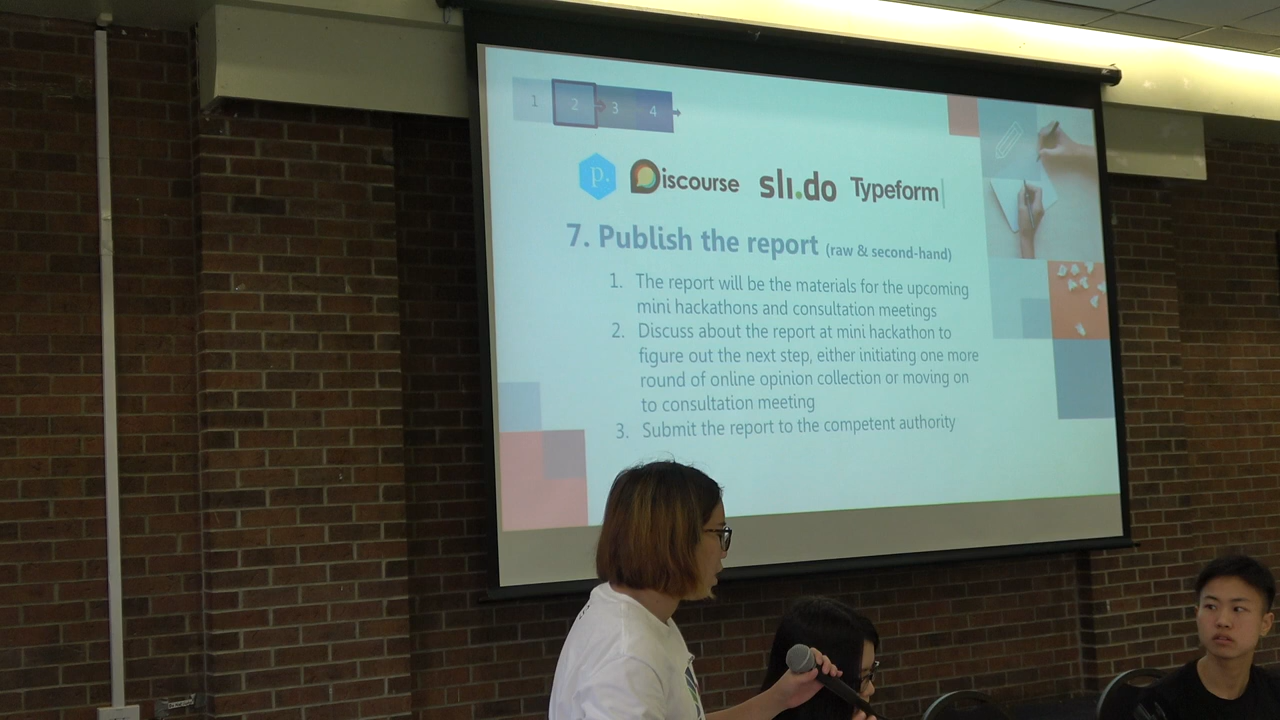 1 2 3 4
p. Discourse sli.do Typeform
7. Publish the report (raw & second-hand)
1. The report will be the materials for the upcoming
mini hackathons and consultation meetings
2. Discuss about the report at mini hackathon to
figure out the next step, either initiating one more
round of online opinion collection or moving on
to consultation meeting
3. Submit the report to the competent authority